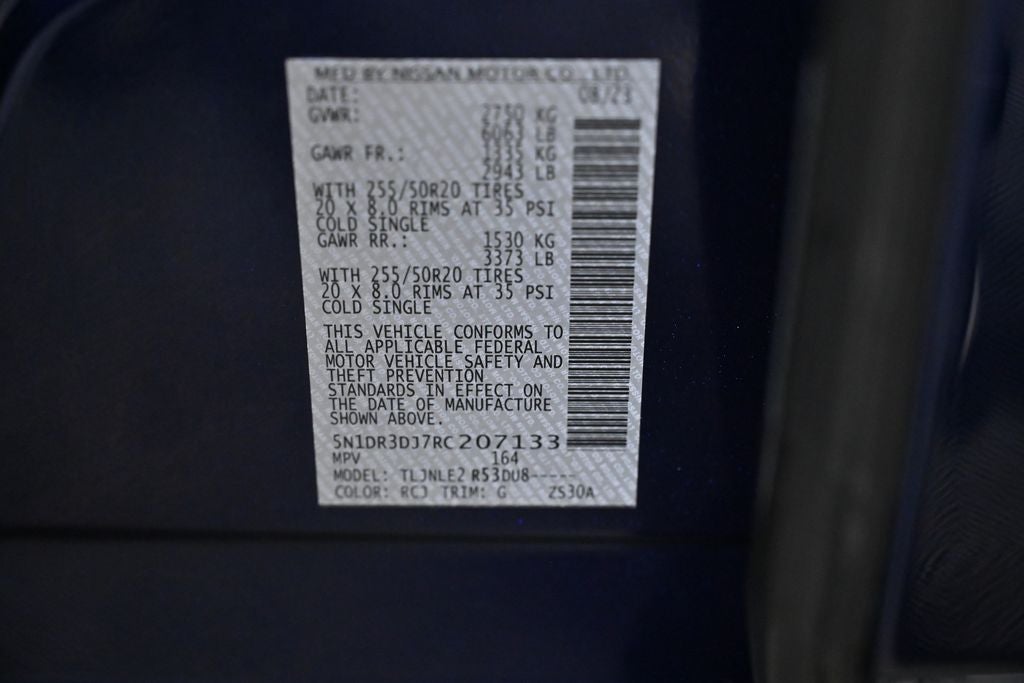 MFD BY NISSAN MOTOR CO., LTD.
DATE: 08/23
GVWR: 2750 KG
6063 LB
GAWR FR.: 1335 KG
2943 LB
WITH 255/50R20 TIRES
20 X 8.0 RIMS AT 35 PSI
COLD SINGLE
GAWR RR.: 1530 KG
3373 LB
WITH 255/50R20 TIRES
20 X 8.0 RIMS AT 35 PSI
COLD SINGLE
THIS VEHICLE CONFORMS TO
ALL APPLICABLE FEDERAL
MOTOR VEHICLE SAFETY AND
THEFT PREVENTION
STANDARDS IN EFFECT ON
THE DATE OF MANUFACTURE
SHOWN ABOVE.
5N1DR3DJ7RC207133
MPV 164
MODEL: TLJNLE2 R53DU8-----
COLOR: RCJ TRIM: G ZS30A